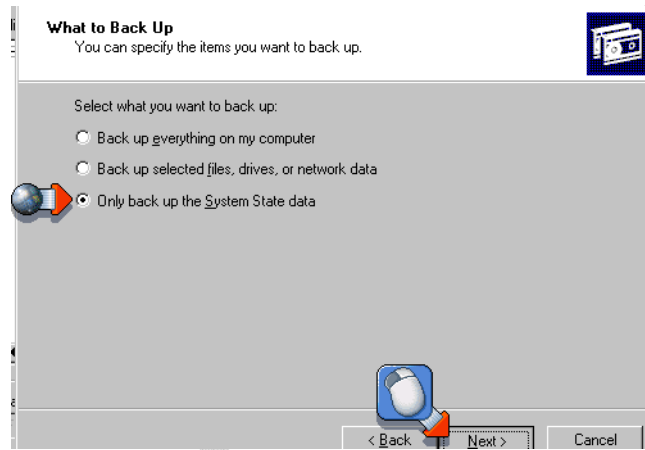 What to Back Up
You can specify the items you want to back up.
Select what you want to back up:
Back up everything on my computer
Back up selected files, drives, or network data
Only back up the System State data
< Back
Next >
Cancel